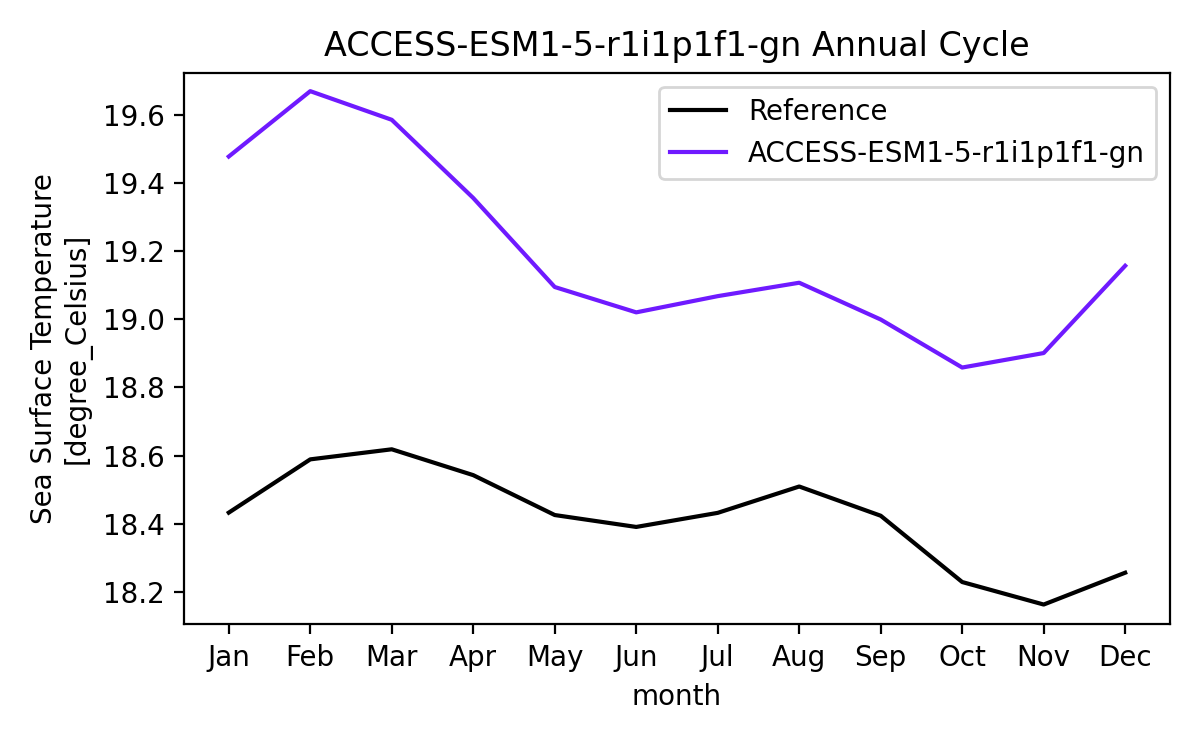 ACCESS-ESM1-5-r1i1p1f1-gn Annual Cycle
Reference
ACCESS-ESM1-5-r1i1p1f1-gn
Sea Surface Temperature
[degree_Celsius]
19.6
19.4
19.2
19.0
18.8
18.6
18.4
18.2
Jan Feb Mar Apr May Jun Jul Aug Sep Oct Nov Dec
month